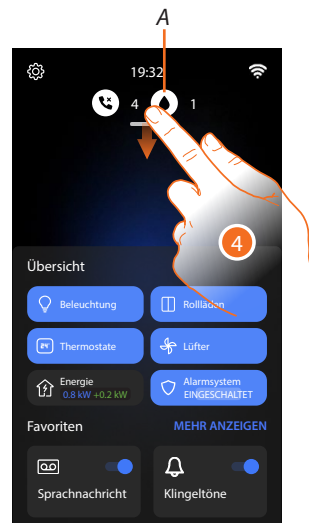 A
19:32
4 1
4
Übersicht
Beleuchtung Rollläden
24° Thermostate Lüfter
Energie Alarmsystem
0.8 kW +0.2 kW EINGESCHALTET
Favoriten MEHR ANZEIGEN
Sprachnachricht Klingeltöne